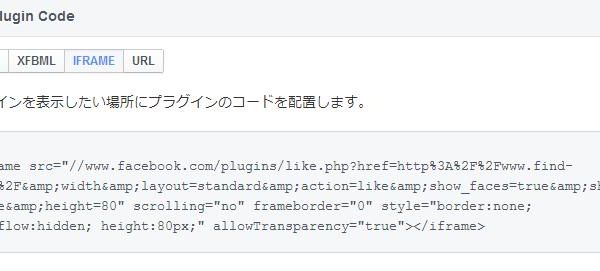 lugin Code
XFBML IFRAME URL
インを表示したい場所にプラグインのコードを配置します。
ame src="//www.facebook.com/plugins/like.php?href=http%3A%2F%2Fwww.find-
%2F&amp;width&amp;layout=standard&amp;action=like&amp;show_faces=true&amp;sh
e&amp;height=80" scrolling="no" frameborder="0" style="border:none;
flow:hidden; height:80px;" allowTransparency="true"></iframe>